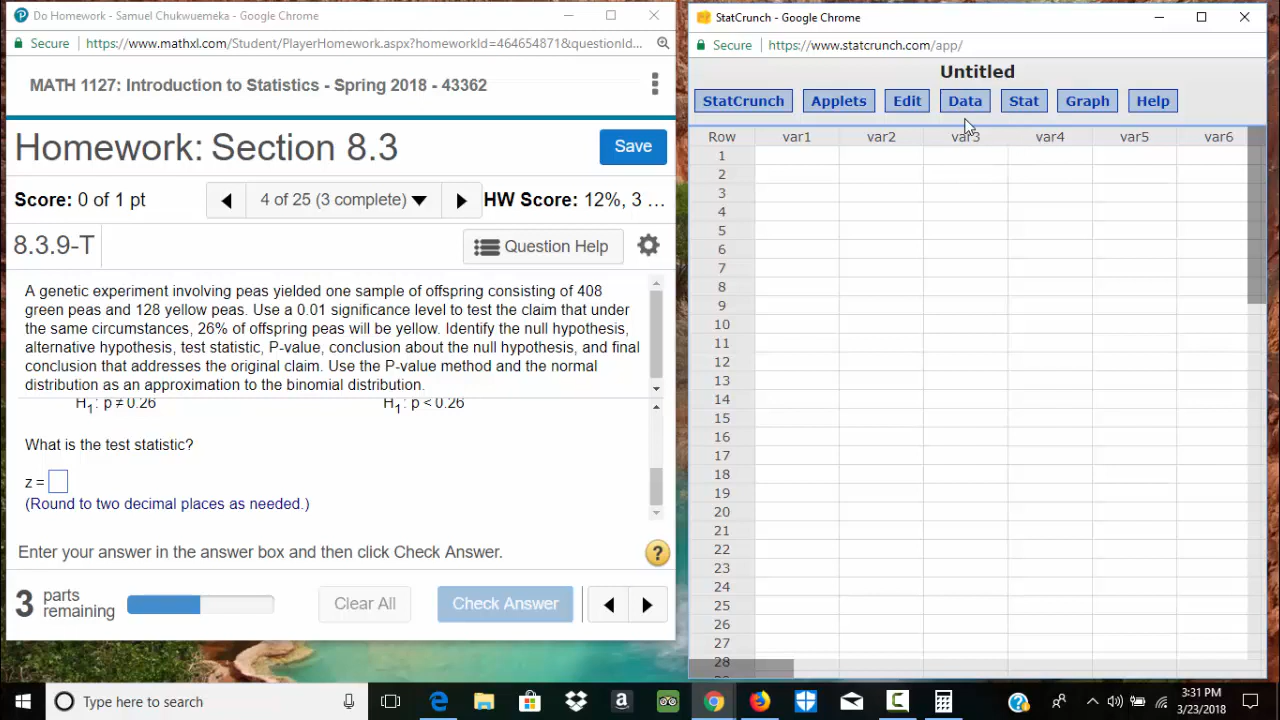 Do Homework - Samuel Chukwuemeka - Google Chrome
Secure https://www.mathxl.com/Student/PlayerHomework.aspx?homeworkId=464654871&questionId...
MATH 1127: Introduction to Statistics - Spring 2018 - 43362
Homework: Section 8.3
Save
Score: 0 of 1 pt
4 of 25 (3 complete)
HW Score: 12%, 3 ...
8.3.9-T
Question Help
A genetic experiment involving peas yielded one sample of offspring consisting of 408
green peas and 128 yellow peas. Use a 0.01 significance level to test the claim that under
the same circumstances, 26% of offspring peas will be yellow. Identify the null hypothesis,
alternative hypothesis, test statistic, P-value, conclusion about the null hypothesis, and final
conclusion that addresses the original claim. Use the P-value method and the normal
distribution as an approximation to the binomial distribution.
H1: p ≠ 0.26 H1: p < 0.26
What is the test statistic?
z =
(Round to two decimal places as needed.)
Enter your answer in the answer box and then click Check Answer.
?
3 parts remaining
Clear All
Check Answer
StatCrunch - Google Chrome
Secure https://www.statcrunch.com/app/
Untitled
StatCrunch Applets Edit Data Stat Graph Help
Row var1 var2 var3 var4 var5 var6
1
2
3
4
5
6
7
8
9
10
11
12
13
14
15
16
17
18
19
20
21
22
23
24
25
26
27
28
Type here to search
3:31 PM
3/23/2018